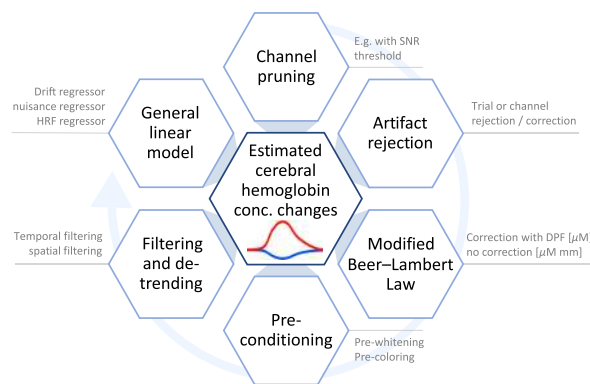 Channel
pruning
E.g. with SNR
threshold
Artifact
rejection
Trial or channel
rejection / correction
Modified
Beer–Lambert
Law
Correction with DPF [μM]
no correction [μM mm]
Pre-
conditioning
Pre-whitening
Pre-coloring
Filtering
and de-
trending
Temporal filtering
spatial filtering
General
linear
model
Drift regressor
nuisance regressor
HRF regressor
Estimated
cerebral
hemoglobin
conc. changes